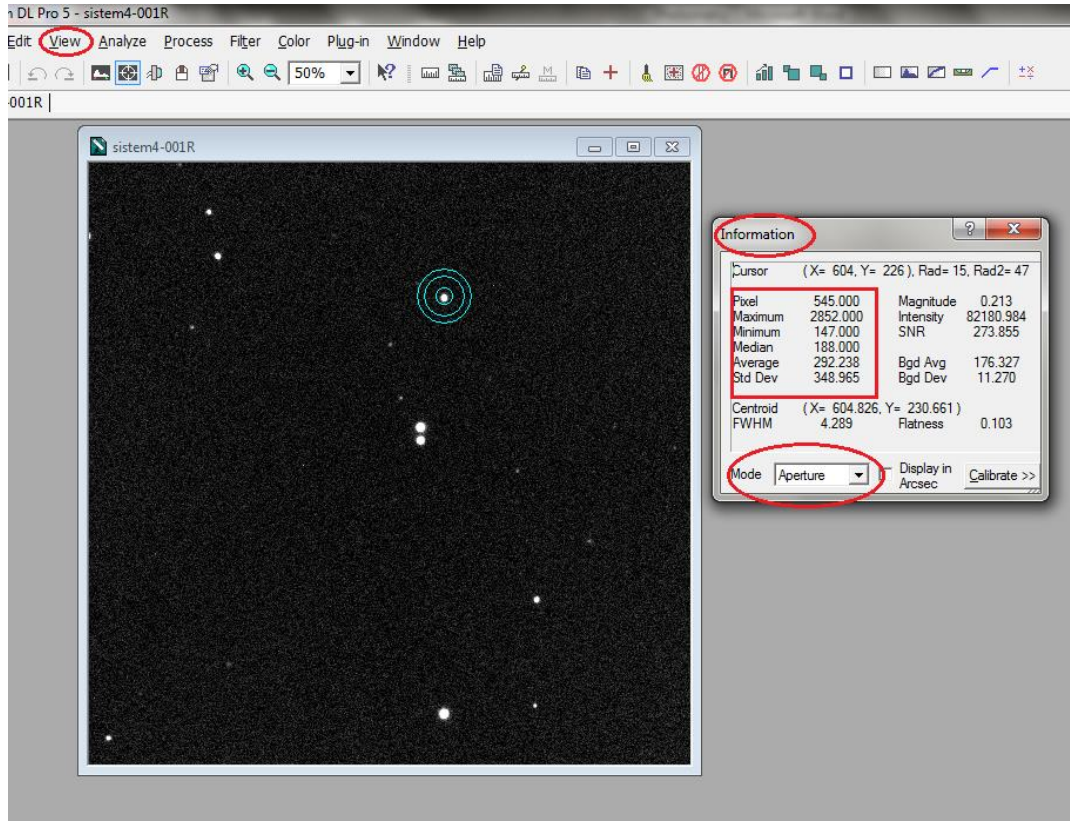 n DL Pro 5 - sistem4-001R
Edit View Analyze Process Filter Color Plug-in Window Help
50%
-001R
sistem4-001R
Information
Cursor ( X= 604, Y= 226 ), Rad= 15, Rad2= 47
Pixel 545.000 Magnitude 0.213
Maximum 2852.000 Intensity 82180.984
Minimum 147.000 SNR 273.855
Median 188.000
Average 292.238 Bgd Avg 176.327
Std Dev 348.965 Bgd Dev 11.270
Centroid ( X= 604.826, Y= 230.661 )
FWHM 4.289 Flatness 0.103
Mode Aperture Display in Arcsec Calibrate >>